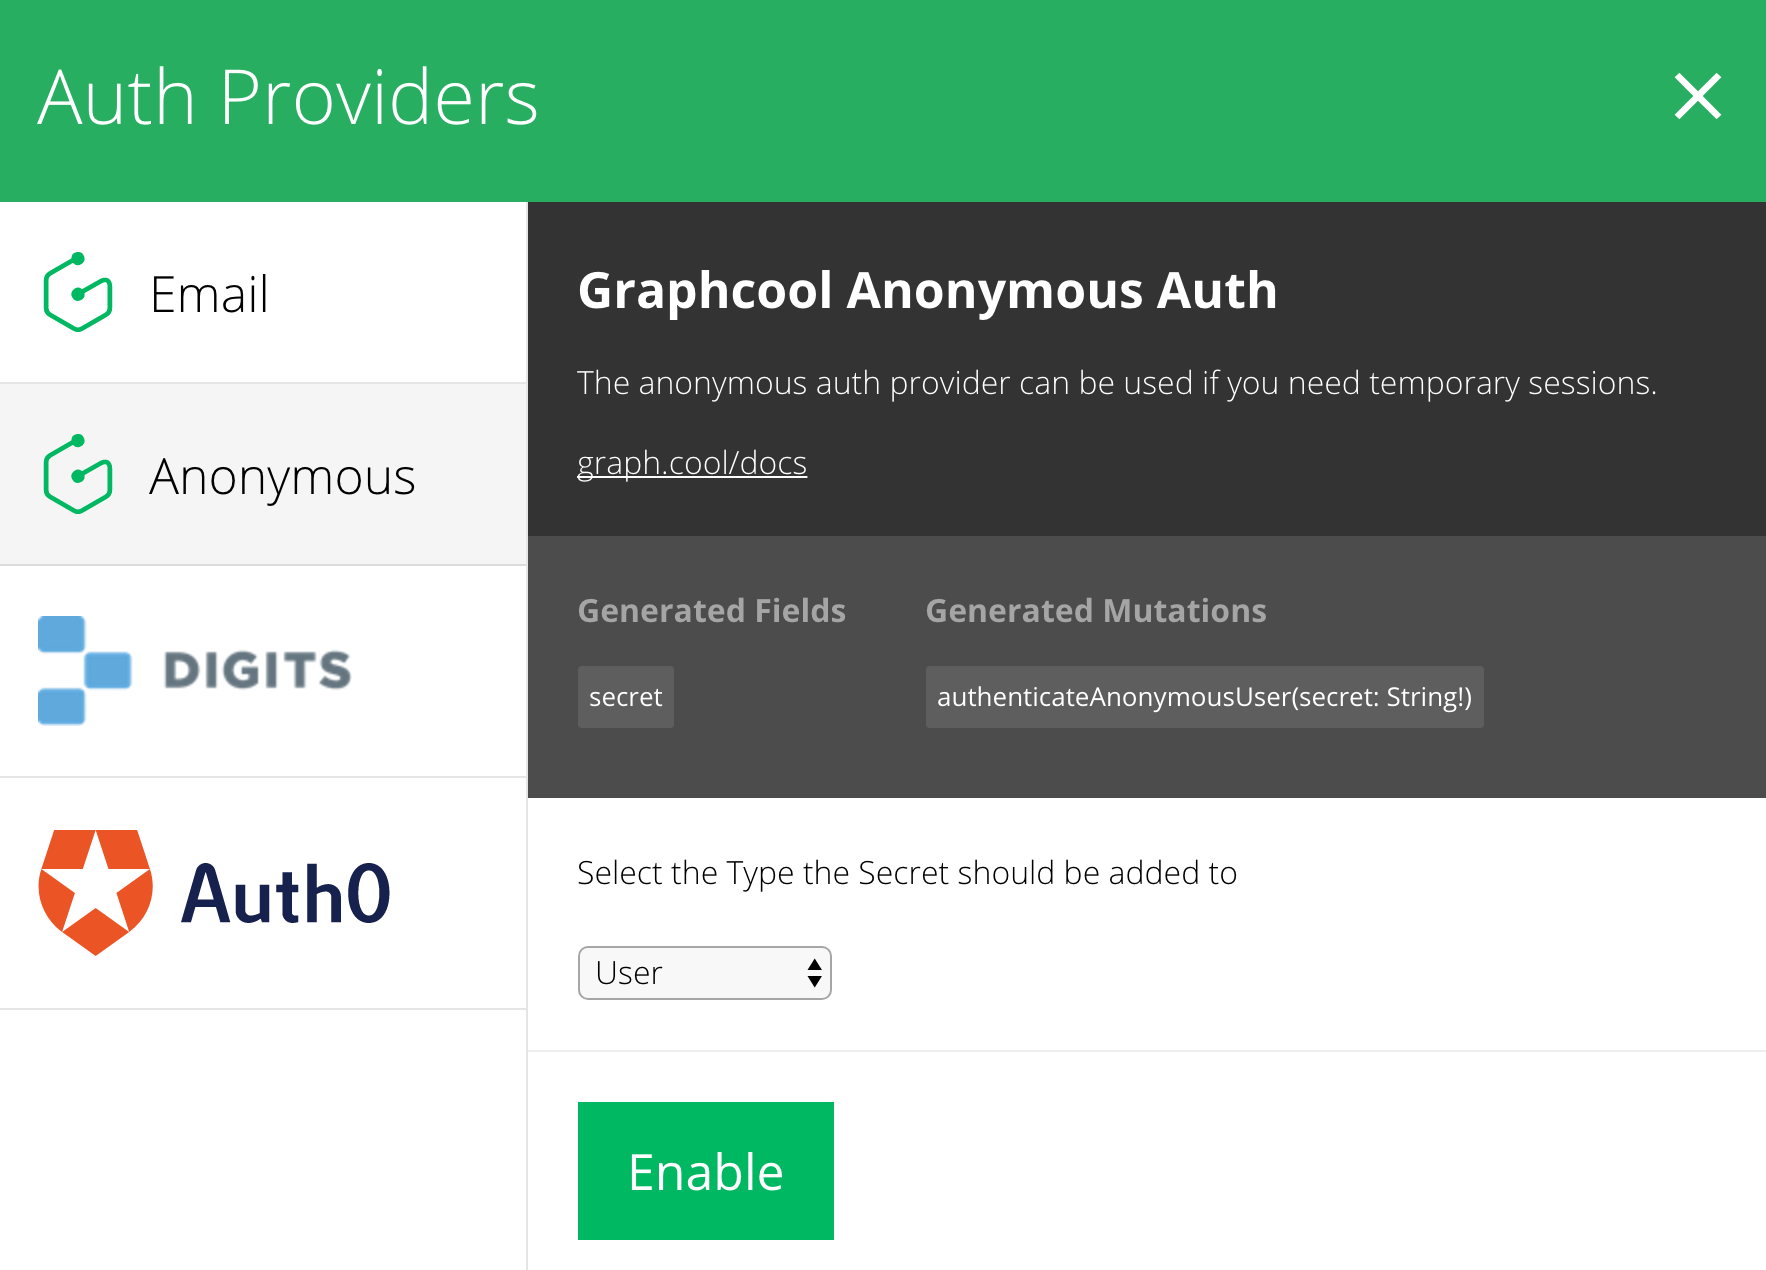 Auth Providers
Email
Anonymous
DIGITS
Auth0
Graphcool Anonymous Auth
The anonymous auth provider can be used if you need temporary sessions.
graph.cool/docs
Generated Fields
secret
Generated Mutations
authenticateAnonymousUser(secret: String!)
Select the Type the Secret should be added to
User
Enable